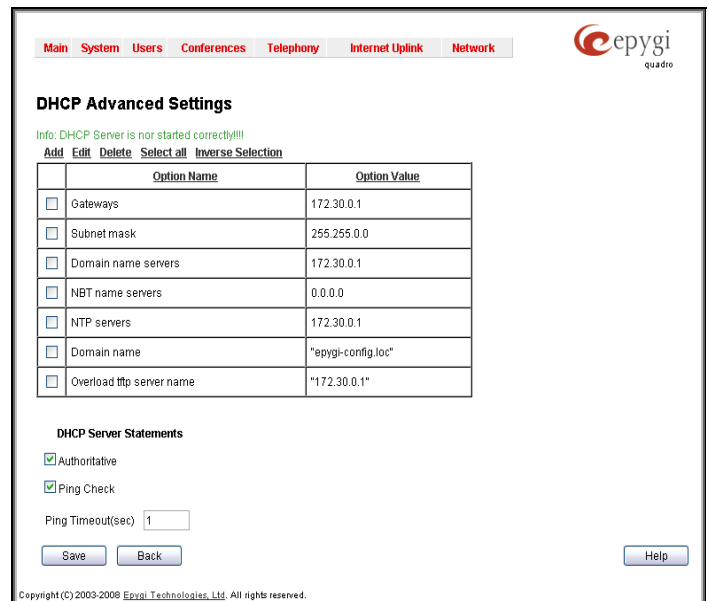 Main System Users Conferences Telephony Internet Uplink Network
epygi
quadro
DHCP Advanced Settings
Info: DHCP Server is nor started correctly!!!!
Add Edit Delete Select all Inverse Selection
Option Name Option Value
Gateways 172.30.0.1
Subnet mask 255.255.0.0
Domain name servers 172.30.0.1
NBT name servers 0.0.0.0
NTP servers 172.30.0.1
Domain name "epygi-config.loc"
Overload tftp server name "172.30.0.1"
DHCP Server Statements
Authoritative
Ping Check
Ping Timeout(sec) 1
Save Back Help
Copyright (C) 2003-2008 Epygi Technologies, Ltd. All rights reserved.